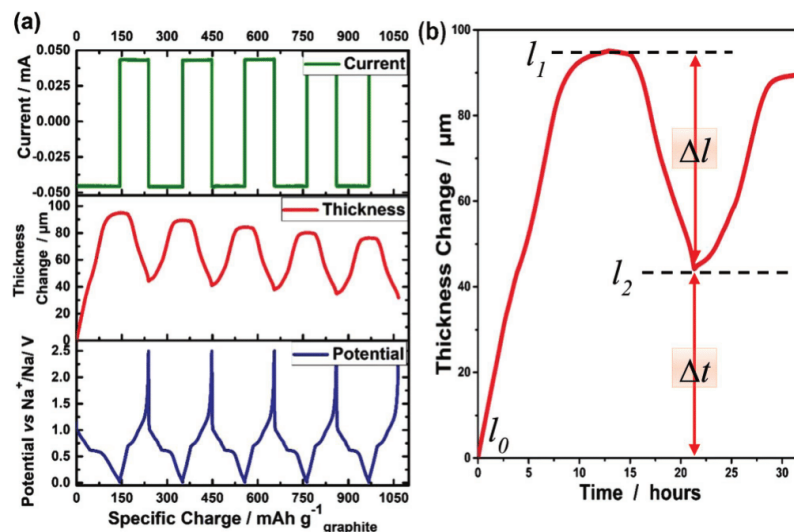 (a)
0 150 300 450 600 750 900 1050
Current / mA
0.050
0.025
0.000
-0.025
-0.050
Current
Thickness
Change / µm
100
80
60
40
20
0
Thickness
Potential vs Na⁺/Na/ V
2.5
2.0
1.5
1.0
0.5
0.0
Potential
0 150 300 450 600 750 900 1050
Specific Charge / mAh g⁻¹ graphite
(b)
Thickness Change / µm
100
80
60
40
20
0
l₁
Δl
l₂
Δt
l₀
0 5 10 15 20 25 30
Time / hours